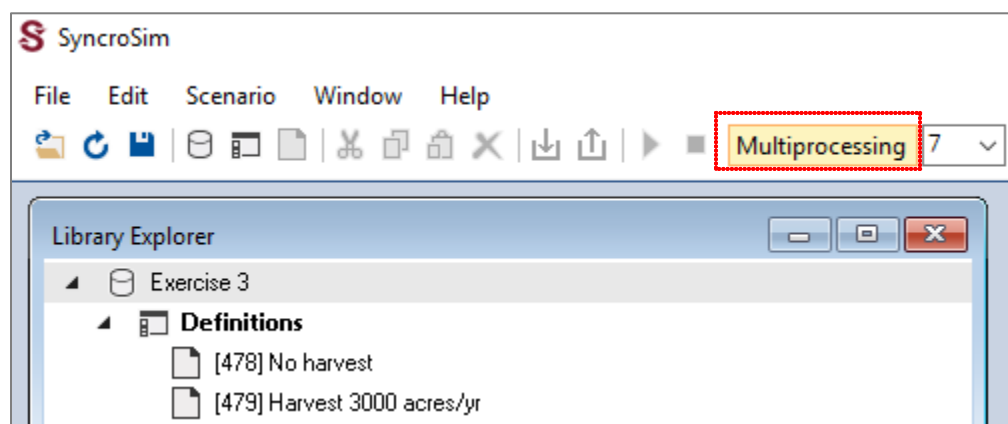 SyncroSim
File Edit Scenario Window Help
Multiprocessing 7
Library Explorer
Exercise 3
Definitions
[478] No harvest
[479] Harvest 3000 acres/yr